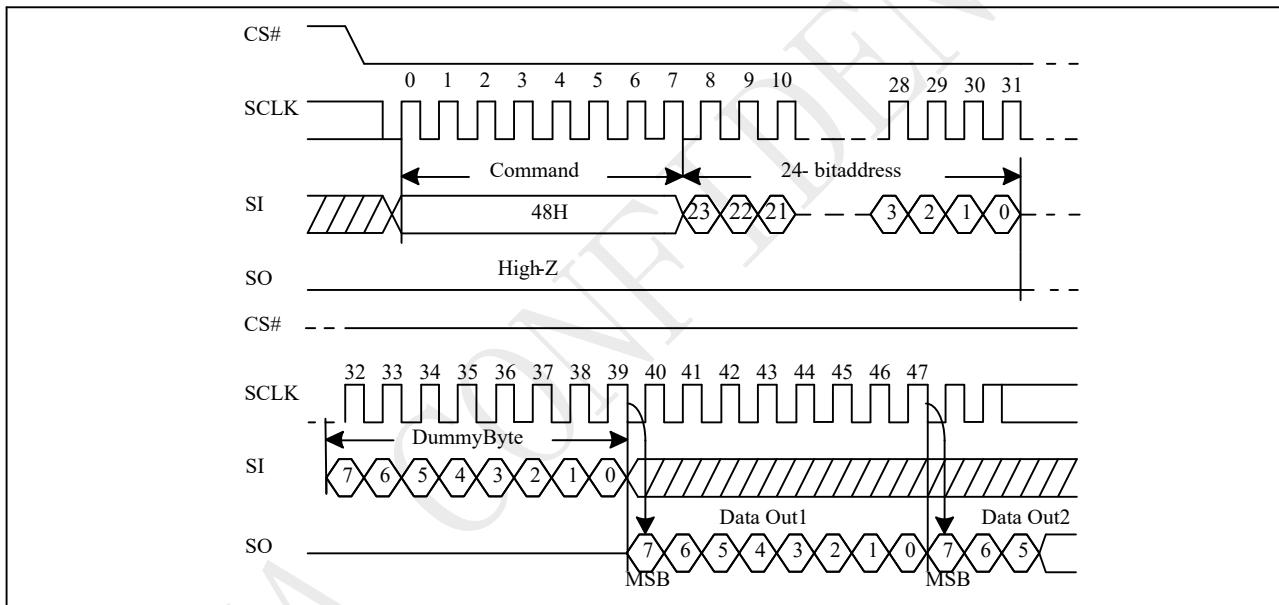 CS#
0 1 2 3 4 5 6 7 8 9 10 28 29 30 31
SCLK
Command 24- bitaddress
SI 48H 23 22 21 3 2 1 0
High-Z
SO
CS#
32 33 34 35 36 37 38 39 40 41 42 43 44 45 46 47
SCLK
DummyByte
SI 7 6 5 4 3 2 1 0
Data Out1 Data Out2
SO 7 6 5 4 3 2 1 0 7 6 5
MSB MSB